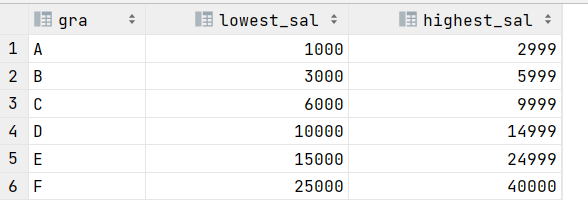 gra lowest_sal highest_sal
1 A 1000 2999
2 B 3000 5999
3 C 6000 9999
4 D 10000 14999
5 E 15000 24999
6 F 25000 40000